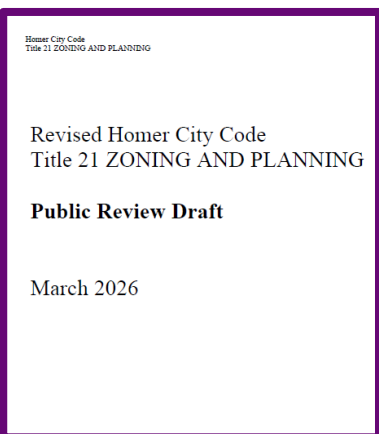 Homer City Code
Title 21 ZONING AND PLANNING
Revised Homer City Code
Title 21 ZONING AND PLANNING
Public Review Draft
March 2026